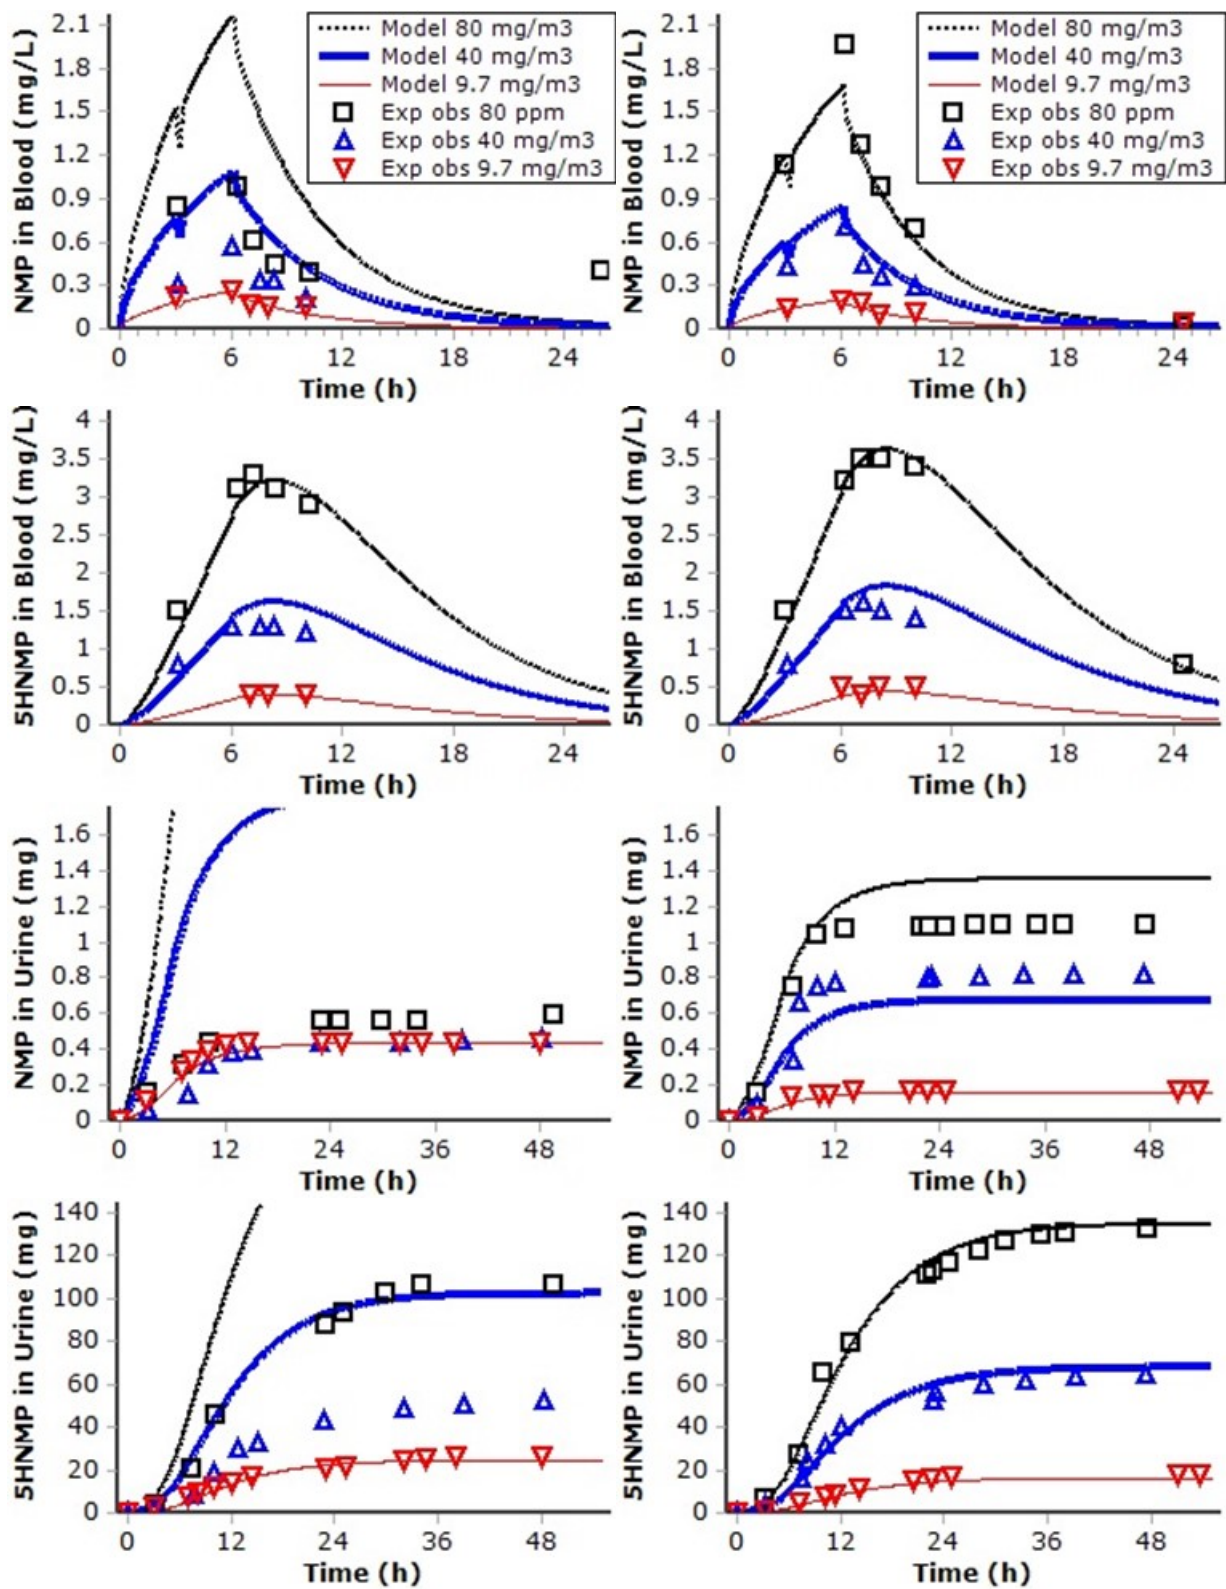 2.1
1.8
1.5
1.2
0.9
0.6
0.3
0
NMP in Blood (mg/L)
Model 80 mg/m3
Model 40 mg/m3
Model 9.7 mg/m3
Exp obs 80 ppm
Exp obs 40 mg/m3
Exp obs 9.7 mg/m3
0 6 12 18 24
Time (h)
2.1
1.8
1.5
1.2
0.9
0.6
0.3
0
NMP in Blood (mg/L)
Model 80 mg/m3
Model 40 mg/m3
Model 9.7 mg/m3
Exp obs 80 ppm
Exp obs 40 mg/m3
Exp obs 9.7 mg/m3
0 6 12 18 24
Time (h)
4
3.5
3
2.5
2
1.5
1
0.5
0
5HNMP in Blood (mg/L)
0 6 12 18 24
Time (h)
4
3.5
3
2.5
2
1.5
1
0.5
0
5HNMP in Blood (mg/L)
0 6 12 18 24
Time (h)
1.6
1.4
1.2
1
0.8
0.6
0.4
0.2
0
NMP in Urine (mg)
0 12 24 36 48
Time (h)
1.6
1.4
1.2
1
0.8
0.6
0.4
0.2
0
NMP in Urine (mg)
0 12 24 36 48
Time (h)
140
120
100
80
60
40
20
0
5HNMP in Urine (mg)
0 12 24 36 48
Time (h)
140
120
100
80
60
40
20
0
5HNMP in Urine (mg)
0 12 24 36 48
Time (h)